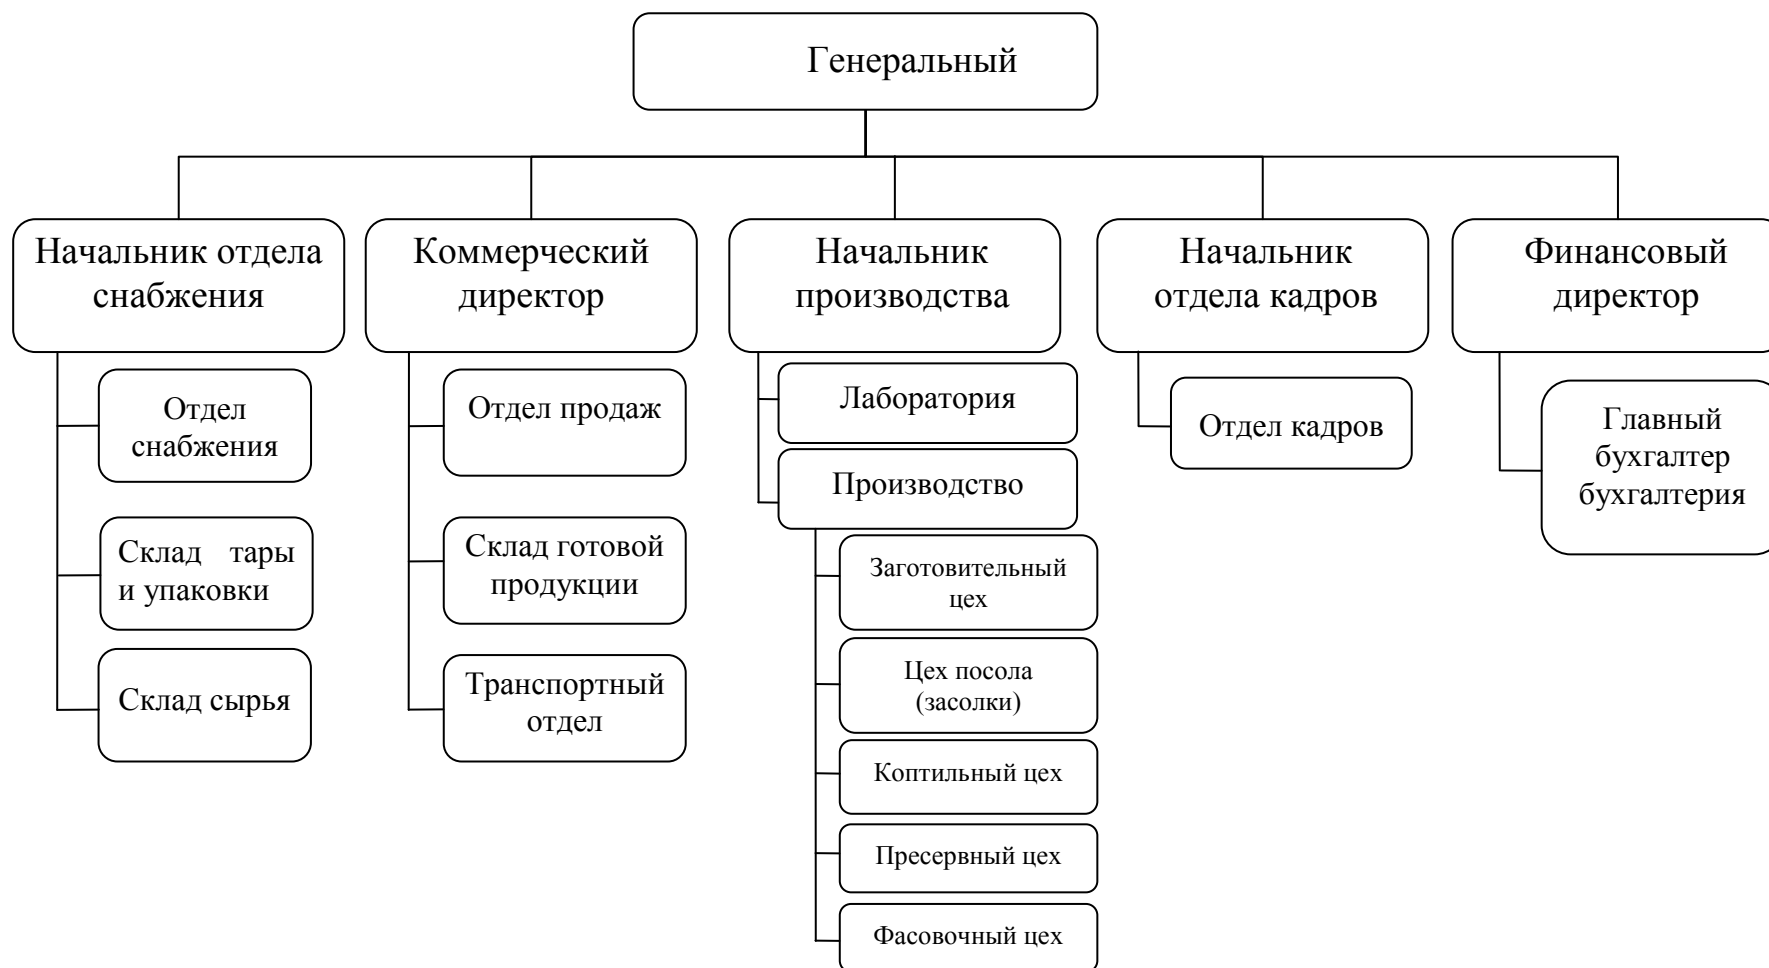 Генеральный
Начальник отдела
снабжения
Коммерческий
директор
Начальник
производства
Начальник
отдела кадров
Финансовый
директор
Отдел
снабжения
Склад тары
и упаковки
Склад сырья
Отдел продаж
Склад готовой
продукции
Транспортный
отдел
Лаборатория
Производство
Заготовительный
цех
Цех посола
(засолки)
Коптильный цех
Пресервный цех
Фасовочный цех
Отдел кадров
Главный
бухгалтер
бухгалтерия